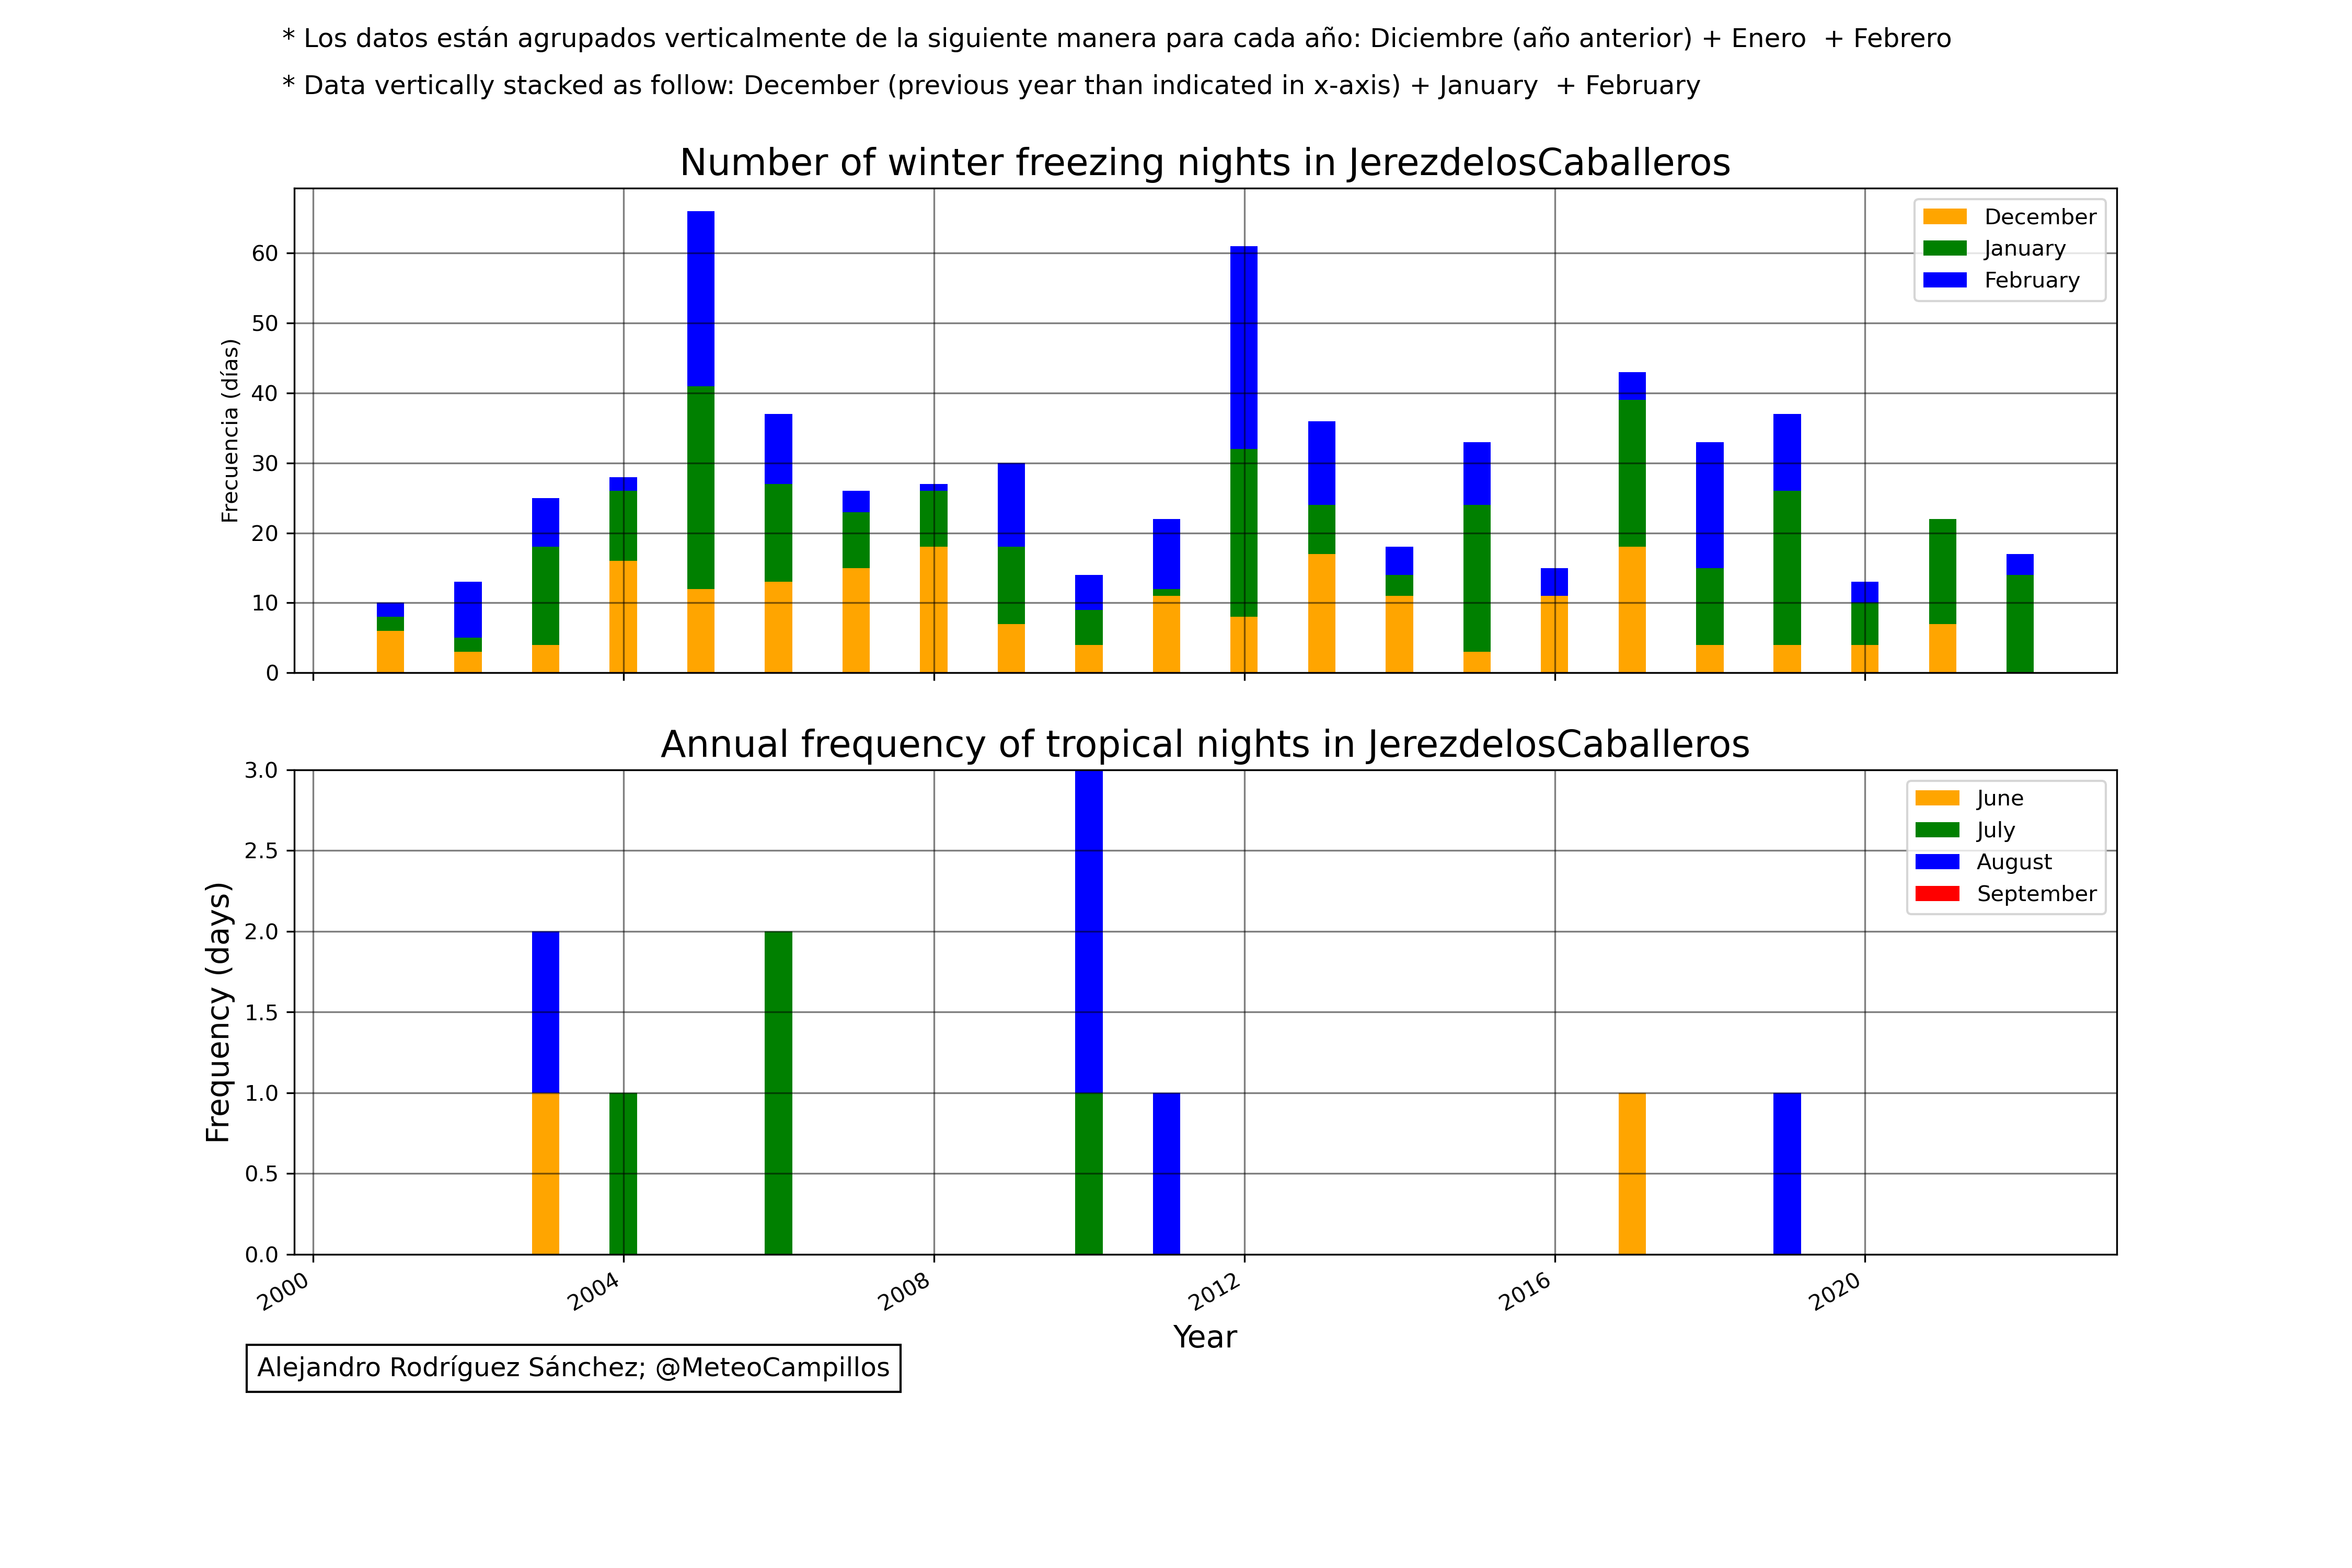 * Los datos están agrupados verticalmente de la siguiente manera para cada año: Diciembre (año anterior) + Enero  + Febrero
* Data vertically stacked as follow: December (previous year than indicated in x-axis) + January  + February
Number of winter freezing nights in JerezdelosCaballeros
Frecuencia (días)
60
50
40
30
20
10
0
December
January
February
Annual frequency of tropical nights in JerezdelosCaballeros
Frequency (days)
3.0
2.5
2.0
1.5
1.0
0.5
0.0
June
July
August
September
2000
2004
2008
2012
2016
2020
Year
Alejandro Rodríguez Sánchez; @MeteoCampillos